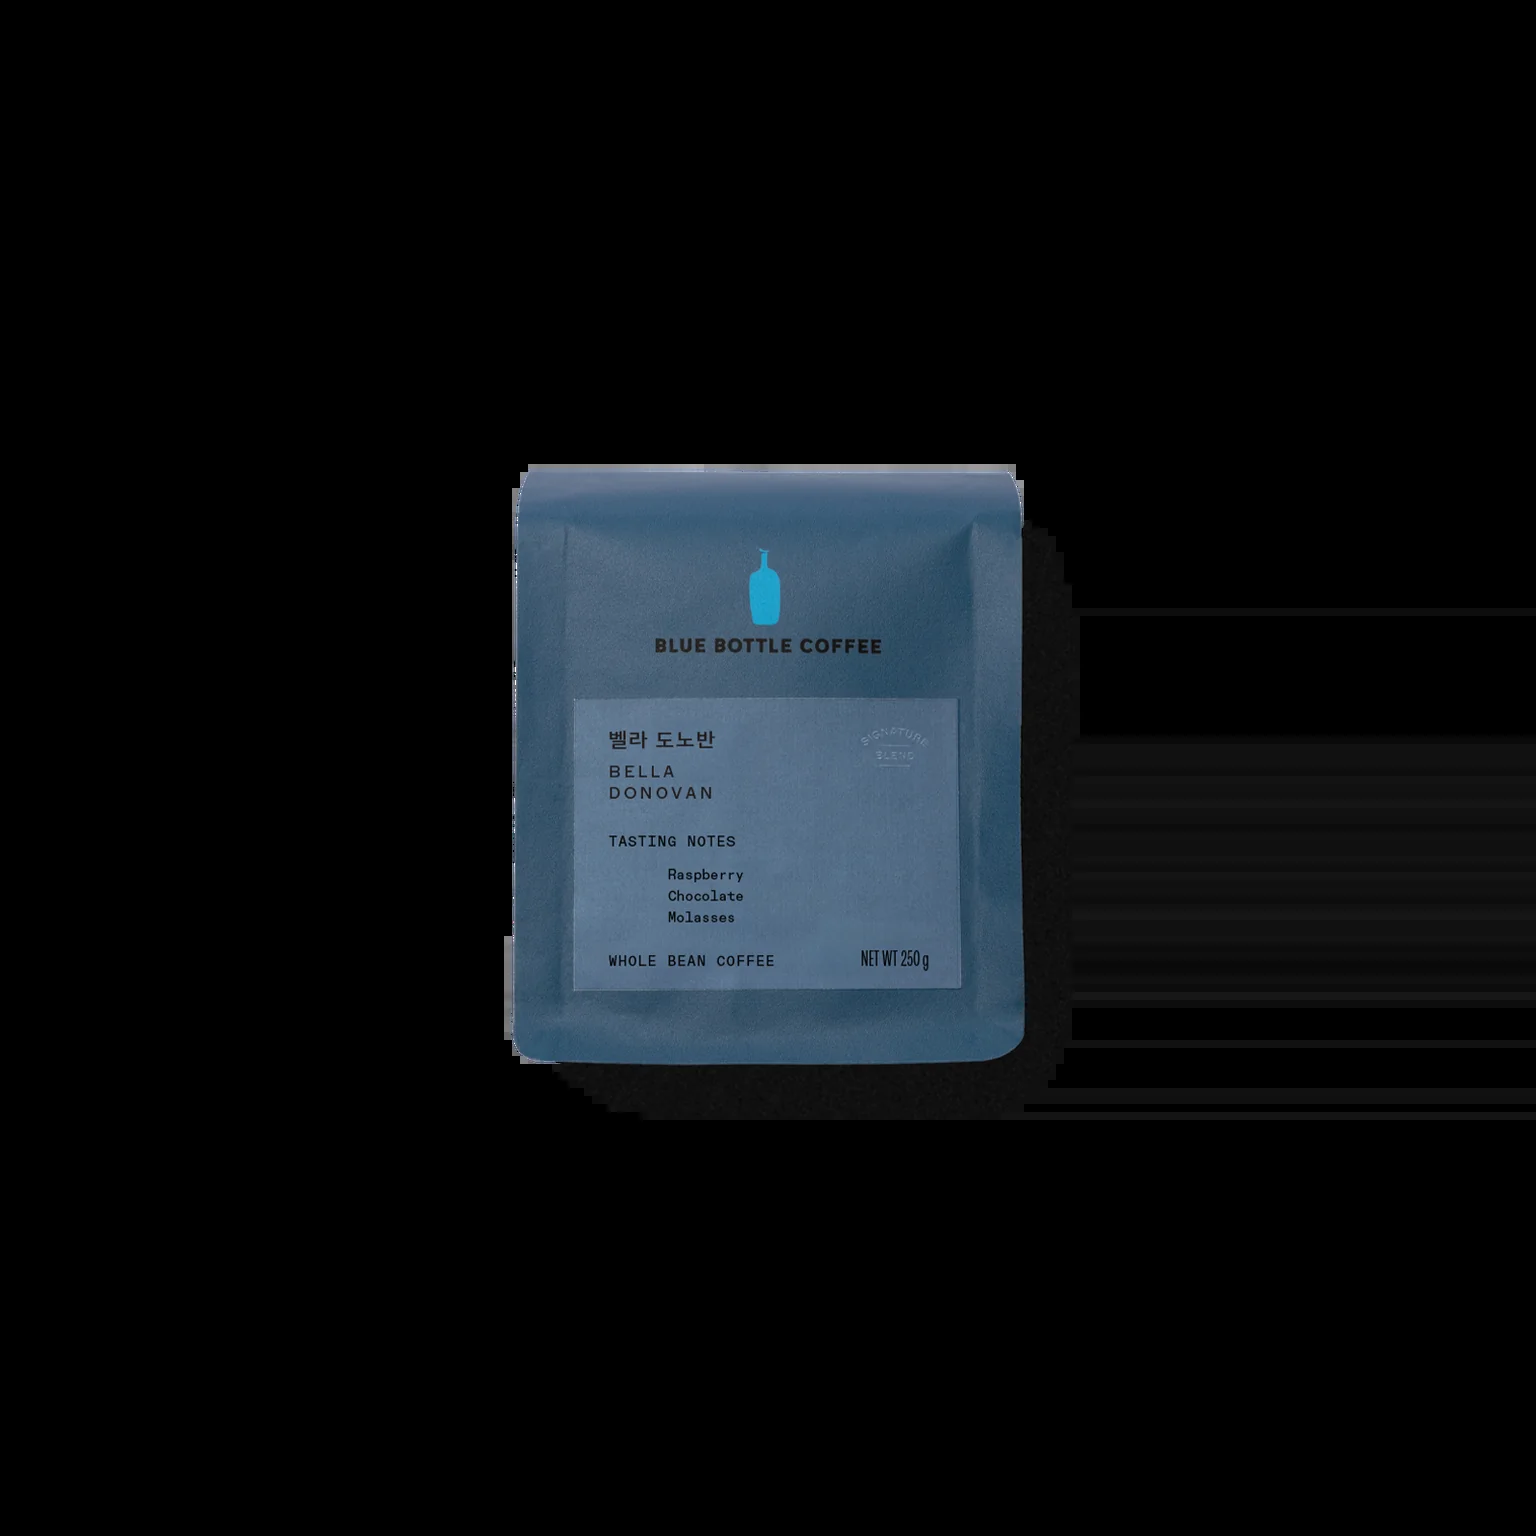 BLUE BOTTLE COFFEE
벨라 도노반
BELLA
DONOVAN
SIGNATURE
BLEND
TASTING NOTES
Raspberry
Chocolate
Molasses
WHOLE BEAN COFFEE
NET WT 250 g